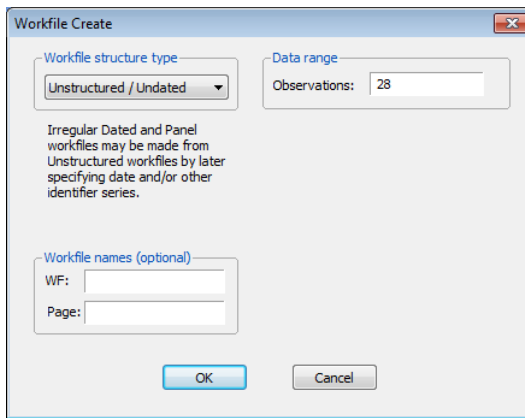 Workfile Create
Workfile structure type
Unstructured / Undated
Irregular Dated and Panel
workfiles may be made from
Unstructured workfiles by later
specifying date and/or other
identifier series.
Data range
Observations: 28
Workfile names (optional)
WF:
Page:
OK
Cancel